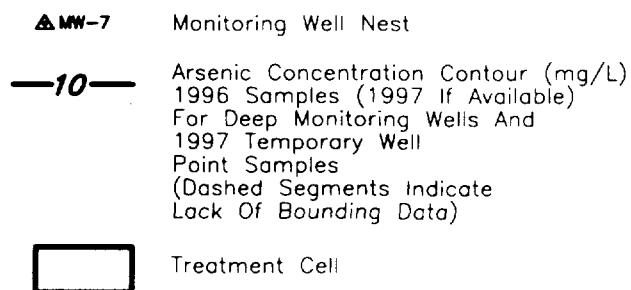 MW-7 Monitoring Well Nest
10 Arsenic Concentration Contour (mg/L)
1996 Samples (1997 If Available)
For Deep Monitoring Wells And
1997 Temporary Well
Point Samples
(Dashed Segments Indicate
Lack Of Bounding Data)
Treatment Cell